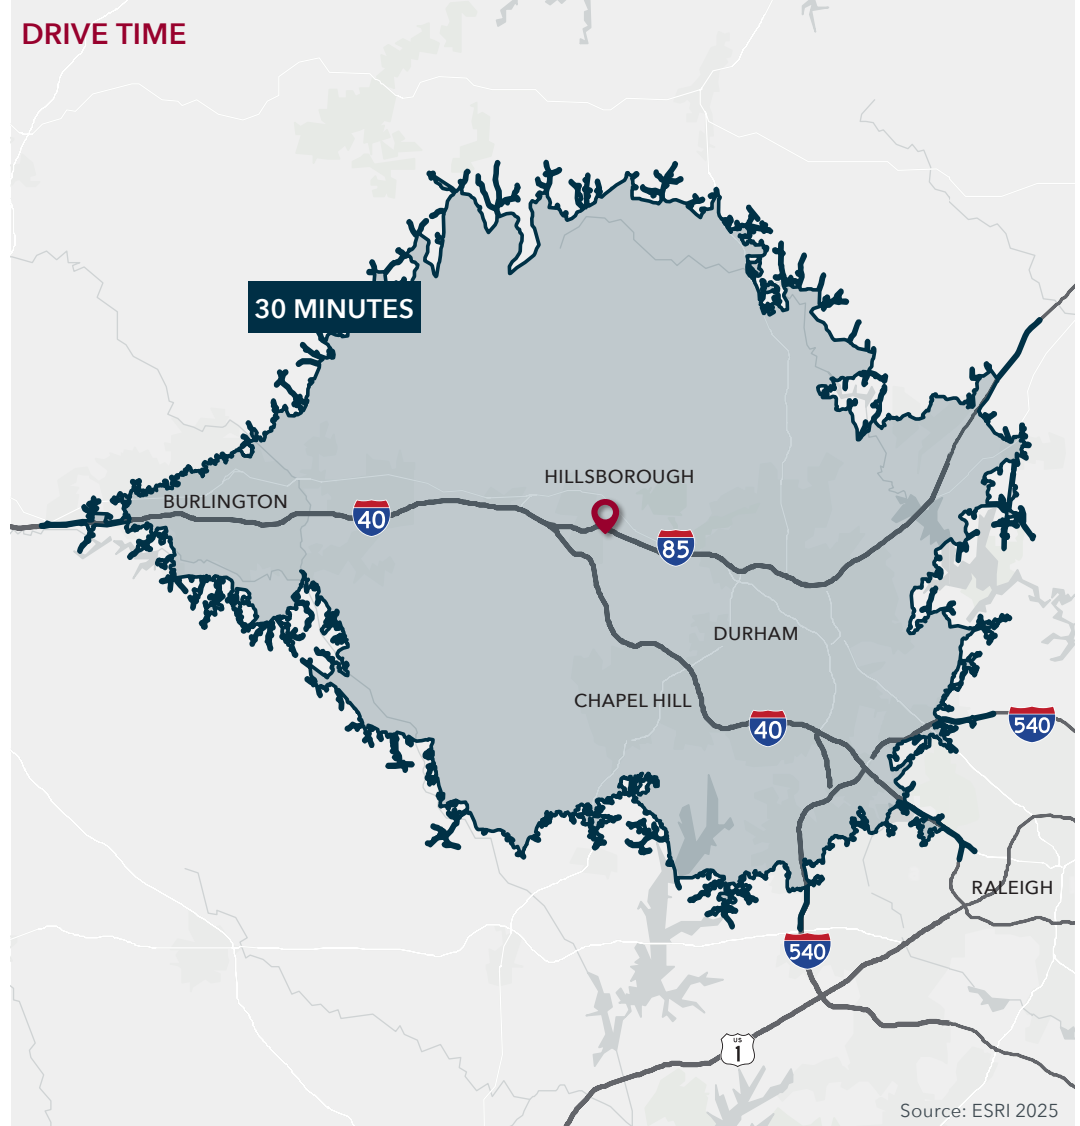 DRIVE TIME
30 MINUTES
HILLSBOROUGH
BURLINGTON
40
85
DURHAM
CHAPEL HILL
40
540
RALEIGH
540
US
1
Source: ESRI 2025